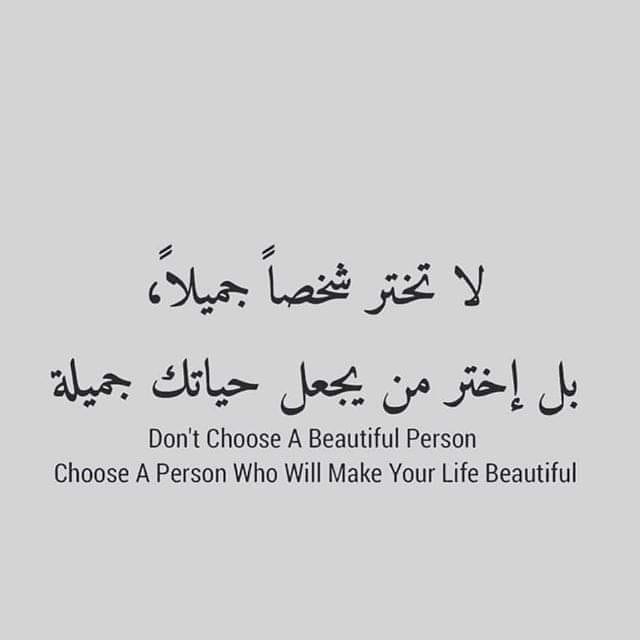 لا تختر شخصاً جميلاً،
بل إختر من يجعل حياتك جميلة
Don't Choose A Beautiful Person
Choose A Person Who Will Make Your Life Beautiful